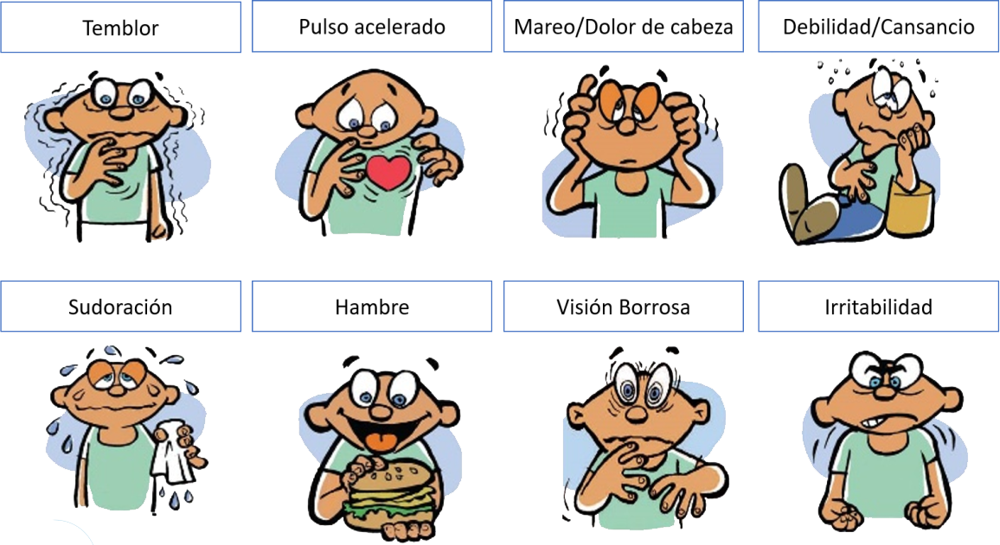 Temblor
Pulso acelerado
Mareo/Dolor de cabeza
Debilidad/Cansancio
Sudoración
Hambre
Visión Borrosa
Irritabilidad